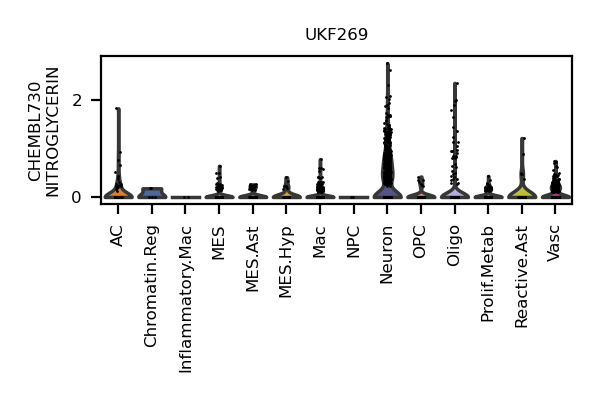 UKF269
CHEMBL730
NITROGLYCERIN
2
0
AC
Chromatin.Reg
Inflammatory.Mac
MES
MES.Ast
MES.Hyp
Mac
NPC
Neuron
OPC
Oligo
Prolif.Metab
Reactive.Ast
Vasc